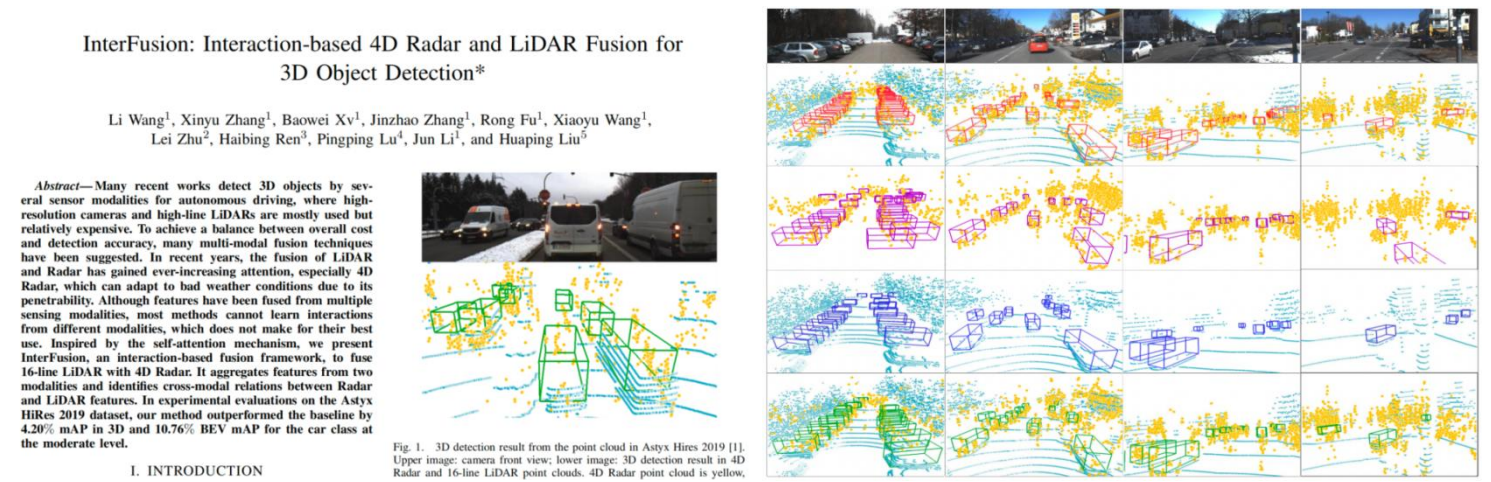 InterFusion: Interaction-based 4D Radar and LiDAR Fusion for
3D Object Detection*
Li Wang1, Xinyu Zhang1, Baowei Xv1, Jinzhao Zhang1, Rong Fu1, Xiaoyu Wang1,
Lei Zhu2, Haibing Ren3, Pingping Lu4, Jun Li1, and Huaping Liu5
Abstract—Many recent works detect 3D objects by sev-
eral sensor modalities for autonomous driving, where high-
resolution cameras and high-line LiDARs are mostly used but
relatively expensive. To achieve a balance between overall cost
and detection accuracy, many multi-modal fusion techniques
have been suggested. In recent years, the fusion of LiDAR
and Radar has gained ever-increasing attention, especially 4D
Radar, which can adapt to bad weather conditions due to its
penetrability. Although features have been fused from multiple
sensing modalities, most methods cannot learn interactions
from different modalities, which does not make for their best
use. Inspired by the self-attention mechanism, we present
InterFusion, an interaction-based fusion framework, to fuse
16-line LiDAR with 4D Radar. It aggregates features from two
modalities and identifies cross-modal relations between Radar
and LiDAR features. In experimental evaluations on the Astyx
HiRes 2019 dataset, our method outperformed the baseline by
4.20% mAP in 3D and 10.76% BEV mAP for the car class at
the moderate level.
I. INTRODUCTION
Fig. 1. 3D detection result from the point cloud in Astyx Hires 2019 [1].
Upper image: camera front view; lower image: 3D detection result in 4D
Radar and 16-line LiDAR point clouds. 4D Radar point cloud is yellow,